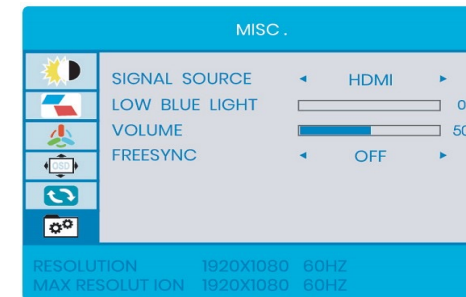 MISC.
SIGNAL SOURCE ◄ HDMI ►
LOW BLUE LIGHT 0
VOLUME 50
FREESYNC ◄ OFF ►
OSD
RESOLUTION 1920X1080 60HZ
MAX RESOLUT ION 1920X1080 60HZ